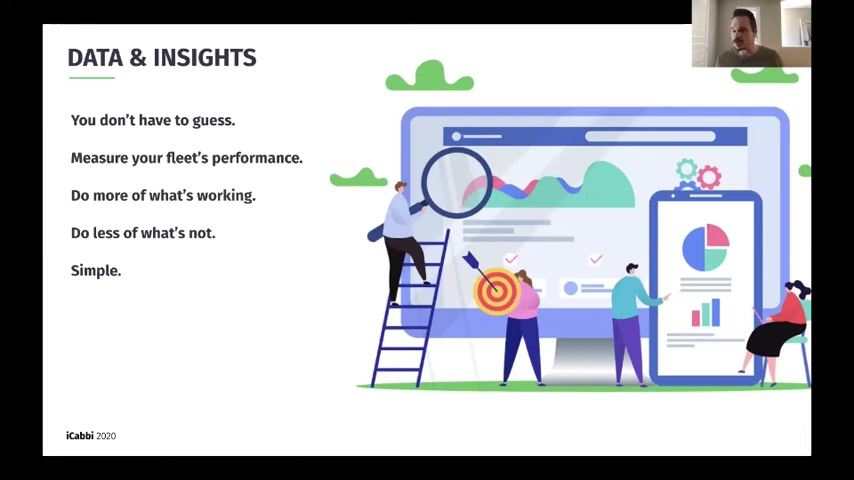 DATA & INSIGHTS
You don't have to guess.
Measure your fleet's performance.
Do more of what's working.
Do less of what's not.
Simple.
iCabbi 2020